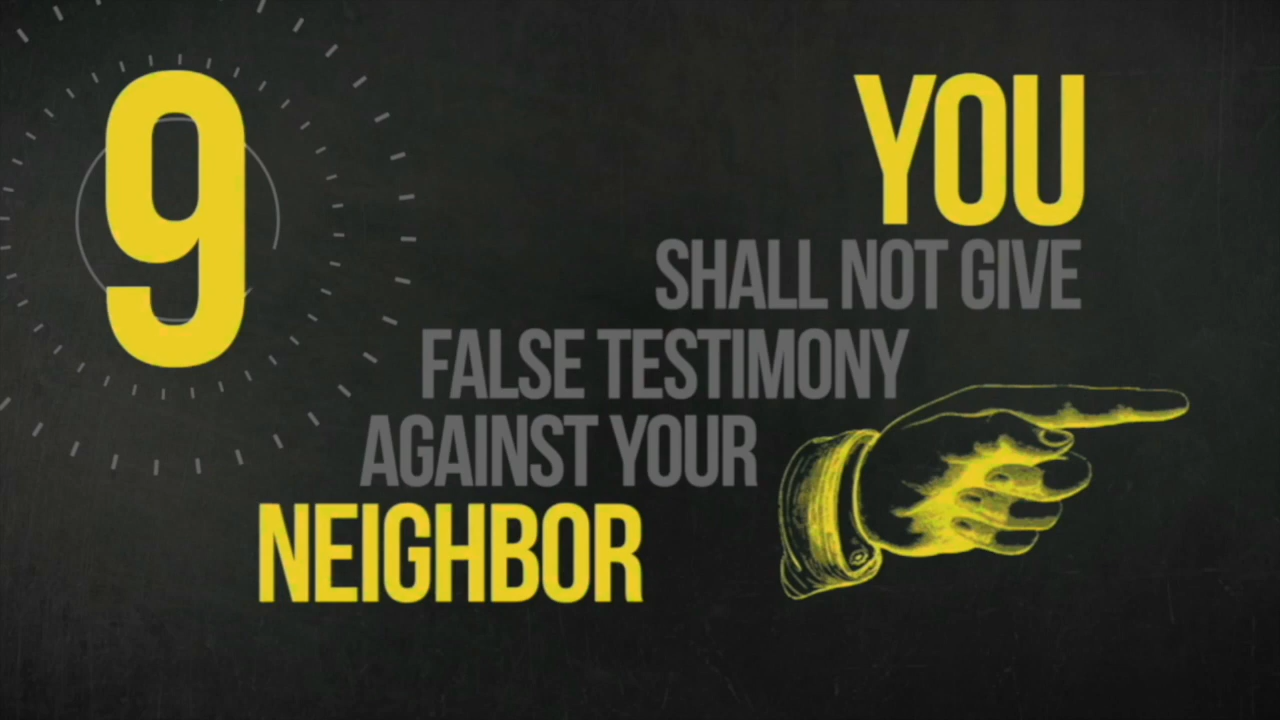 9
YOU
SHALL NOT GIVE
FALSE TESTIMONY
AGAINST YOUR
NEIGHBOR